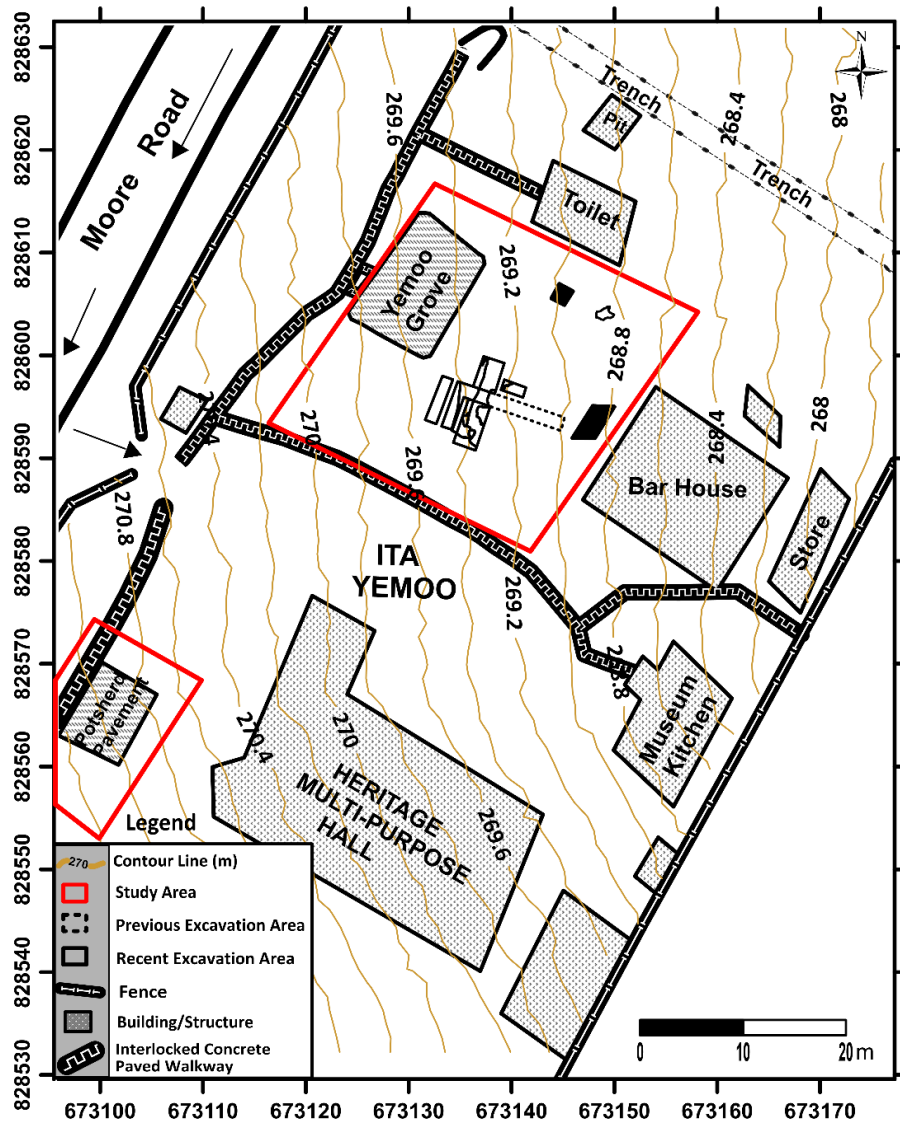 828630
828620
828610
828600
828590
828580
828570
828560
828550
828540
828530
N
Moore Road
269.6
Trench
Pit
268.4
268
Trench
Toilet
Yemoo
Grove
269.2
268.8
270
268.4
268
Bar House
Store
270.8
ITA
YEMOO
269.2
Museum
Kitchen
Potsherd
Pavement
270.4
270
269.6
HERITAGE
MULTI-PURPOSE
HALL
Legend
270
Contour Line (m)
Study Area
Previous Excavation Area
Recent Excavation Area
Fence
Building/Structure
Interlocked Concrete
Paved Walkway
0 10 20 m
673100 673110 673120 673130 673140 673150 673160 673170